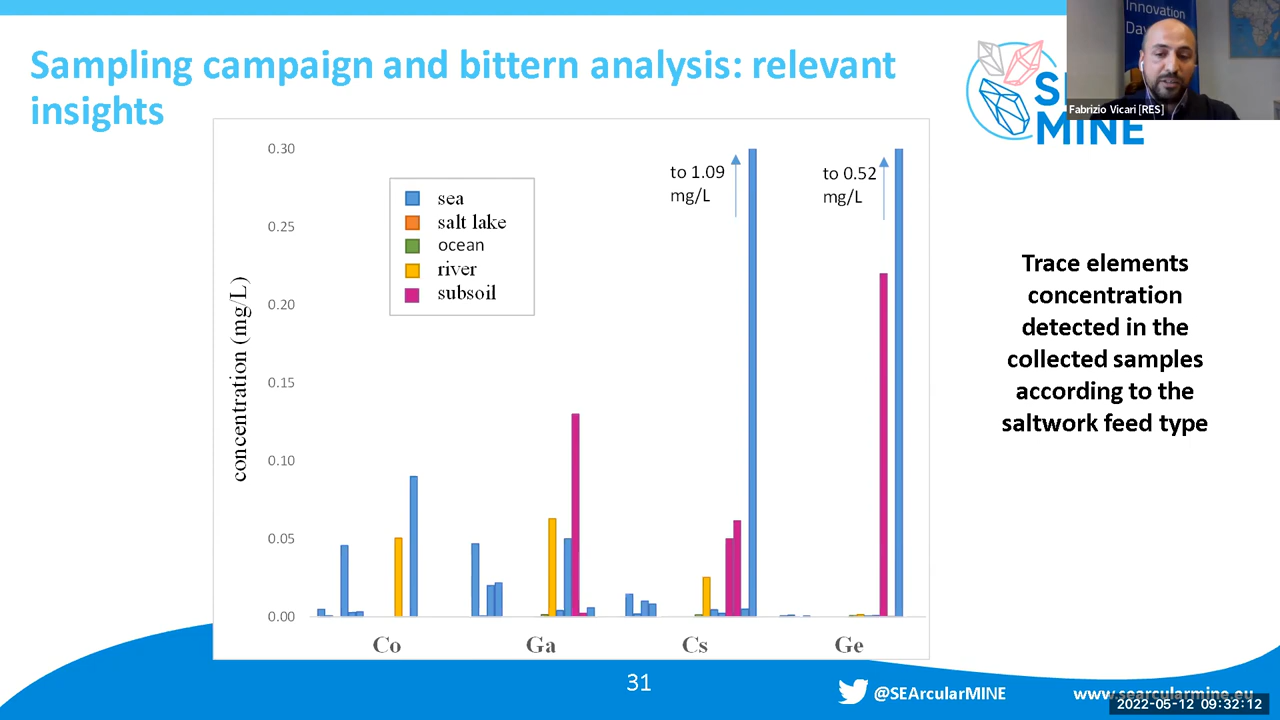 Sampling campaign and bittern analysis: relevant
insights
Innovation
MINE
Fabrizio Vicari [RES]
0.30
0.25
0.20
0.15
0.10
0.05
0.00
concentration (mg/L)
sea
salt lake
ocean
river
subsoil
to 1.09
mg/L
to 0.52
mg/L
Co Ga Cs Ge
Trace elements
concentration
detected in the
collected samples
according to the
saltwork feed type
31
@SEArcularMINE
www.searcularmine.eu
2022-05-12 09:32:12